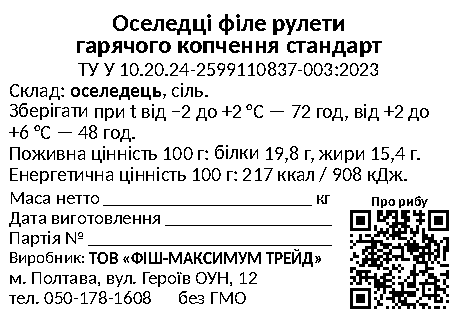 Оселедці філе рулети
гарячого копчення стандарт
ТУ У 10.20.24-2599110837-003:2023
Склад: оселедець, сіль.
Зберігати при t від −2 до +2 °С — 72 год, від +2 до
+6 °С — 48 год.
Поживна цінність 100 г: білки 19,8 г, жири 15,4 г.
Енергетична цінність 100 г: 217 ккал / 908 кДж.
Маса нетто ________________________ кг
Дата виготовлення ___________________
Партія № ____________________________
Про рибу
Виробник: ТОВ «ФІШ-МАКСИМУМ ТРЕЙД»
м. Полтава, вул. Героїв ОУН, 12
тел. 050-178-1608 без ГМО